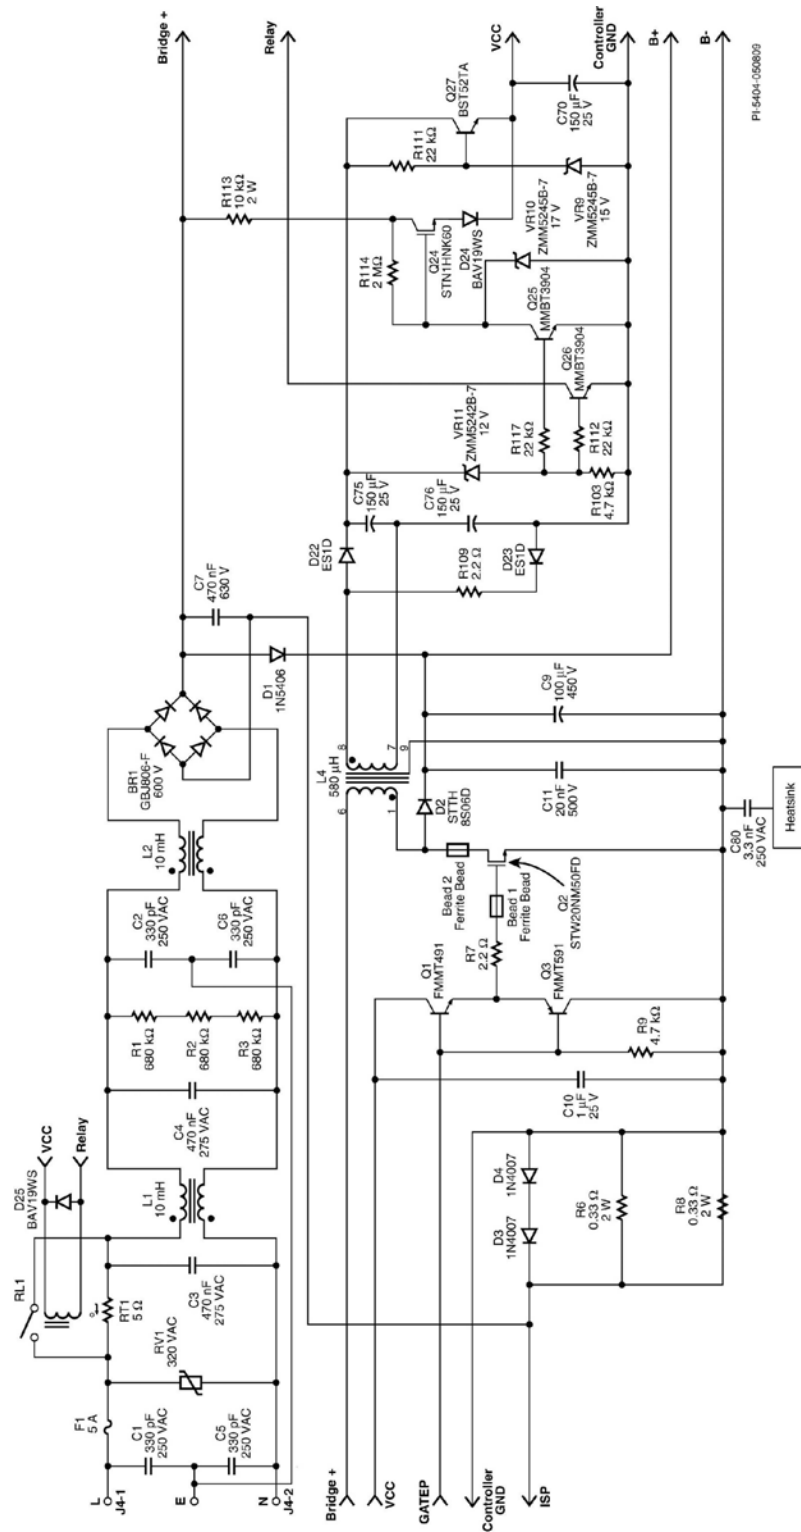 L
J4-1
E
N
J4-2
F1
5 A
C1
330 pF
250 VAC
C5
330 pF
250 VAC
RV1
320 VAC
RL1
RT1
5 Ω
o
t
D25
BAV19WS
VCC
Relay
C3
470 nF
275 VAC
L1
10 mH
C4
470 nF
275 VAC
R1
680 kΩ
R2
680 kΩ
R3
680 kΩ
C2
330 pF
250 VAC
C6
330 pF
250 VAC
L2
10 mH
BR1
GBJ806-F
600 V
C7
470 nF
630 V
D1
1N5406
Bridge +
Relay
VCC
Controller
GND
B+
B-
R113
10 kΩ
2 W
R114
2 MΩ
Q24
STN1HNK60
D24
BAV19WS
R111
22 kΩ
Q27
BST52TA
C70
150 µF
25 V
VR10
ZMM5245B-7
17 V
VR9
ZMM5245B-7
15 V
Q25
MMBT3904
Q26
MMBT3904
VR11
ZMM5242B-7
12 V
R117
22 kΩ
R112
22 kΩ
R103
4.7 kΩ
C75
150 µF
25 V
C76
150 µF
25 V
D22
ES1D
R109
2.2 Ω
D23
ES1D
L4
580 µH
6
1
8
7
9
D2
STTH
8S06D
Bead 2
Ferrite Bead
Bead 1
Ferrite Bead
Q2
STW20NM50FD
C11
20 nF
500 V
C9
100 µF
450 V
C80
3.3 nF
250 VAC
Heatsink
R7
2.2 Ω
Q1
FMMT491
Q3
FMMT591
R9
4.7 kΩ
C10
1 µF
25 V
D4
1N4007
D3
1N4007
R6
0.33 Ω
2 W
R8
0.33 Ω
2 W
Bridge +
VCC
GATEP
Controller
GND
ISP
PI-5404-050809